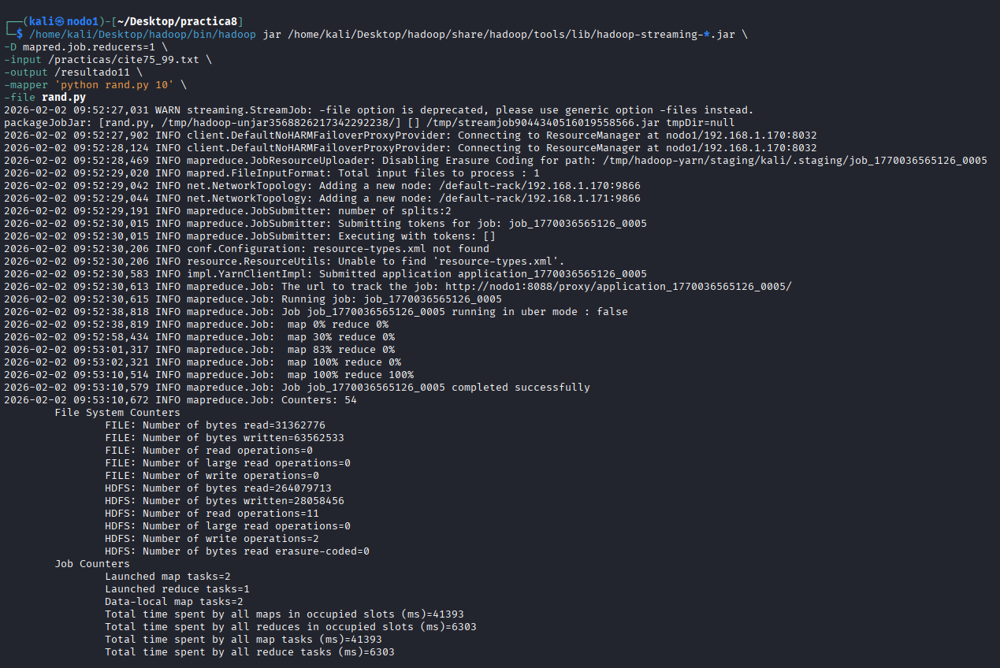 ┌──(kali㉿nodo1)-[~/Desktop/practica8]
└─$ /home/kali/Desktop/hadoop/bin/hadoop jar /home/kali/Desktop/hadoop/share/hadoop/tools/lib/hadoop-streaming-*.jar \
-D mapred.job.reducers=1 \
-input /practicas/cite75_99.txt \
-output /resultado11 \
-mapper 'python rand.py 10' \
-file rand.py
2026-02-02 09:52:27,031 WARN streaming.StreamJob: -file option is deprecated, please use generic option -files instead.
packageJobJar: [rand.py, /tmp/hadoop-unjar3568826217342292238/] [] /tmp/streamjob9044340516019558566.jar tmpDir=null
2026-02-02 09:52:27,902 INFO client.DefaultNoHARMFailoverProxyProvider: Connecting to ResourceManager at nodo1/192.168.1.170:8032
2026-02-02 09:52:28,124 INFO client.DefaultNoHARMFailoverProxyProvider: Connecting to ResourceManager at nodo1/192.168.1.170:8032
2026-02-02 09:52:28,469 INFO mapreduce.JobResourceUploader: Disabling Erasure Coding for path: /tmp/hadoop-yarn/staging/kali/.staging/job_1770036565126_0005
2026-02-02 09:52:29,020 INFO mapred.FileInputFormat: Total input files to process : 1
2026-02-02 09:52:29,042 INFO net.NetworkTopology: Adding a new node: /default-rack/192.168.1.170:9866
2026-02-02 09:52:29,044 INFO net.NetworkTopology: Adding a new node: /default-rack/192.168.1.171:9866
2026-02-02 09:52:29,191 INFO mapreduce.JobSubmitter: number of splits:2
2026-02-02 09:52:30,015 INFO mapreduce.JobSubmitter: Submitting tokens for job: job_1770036565126_0005
2026-02-02 09:52:30,015 INFO mapreduce.JobSubmitter: Executing with tokens: []
2026-02-02 09:52:30,206 INFO conf.Configuration: resource-types.xml not found
2026-02-02 09:52:30,206 INFO resource.ResourceUtils: Unable to find 'resource-types.xml'.
2026-02-02 09:52:30,583 INFO impl.YarnClientImpl: Submitted application application_1770036565126_0005
2026-02-02 09:52:30,613 INFO mapreduce.Job: The url to track the job: http://nodo1:8088/proxy/application_1770036565126_0005/
2026-02-02 09:52:30,615 INFO mapreduce.Job: Running job: job_1770036565126_0005
2026-02-02 09:52:38,818 INFO mapreduce.Job: Job job_1770036565126_0005 running in uber mode : false
2026-02-02 09:52:38,819 INFO mapreduce.Job:  map 0% reduce 0%
2026-02-02 09:52:58,434 INFO mapreduce.Job:  map 30% reduce 0%
2026-02-02 09:53:01,317 INFO mapreduce.Job:  map 83% reduce 0%
2026-02-02 09:53:02,321 INFO mapreduce.Job:  map 100% reduce 0%
2026-02-02 09:53:10,514 INFO mapreduce.Job:  map 100% reduce 100%
2026-02-02 09:53:10,579 INFO mapreduce.Job: Job job_1770036565126_0005 completed successfully
2026-02-02 09:53:10,672 INFO mapreduce.Job: Counters: 54
File System Counters
FILE: Number of bytes read=31362776
FILE: Number of bytes written=63562533
FILE: Number of read operations=0
FILE: Number of large read operations=0
FILE: Number of write operations=0
HDFS: Number of bytes read=264079713
HDFS: Number of bytes written=28058456
HDFS: Number of read operations=11
HDFS: Number of large read operations=0
HDFS: Number of write operations=2
HDFS: Number of bytes read erasure-coded=0
Job Counters
Launched map tasks=2
Launched reduce tasks=1
Data-local map tasks=2
Total time spent by all maps in occupied slots (ms)=41393
Total time spent by all reduces in occupied slots (ms)=6303
Total time spent by all map tasks (ms)=41393
Total time spent by all reduce tasks (ms)=6303